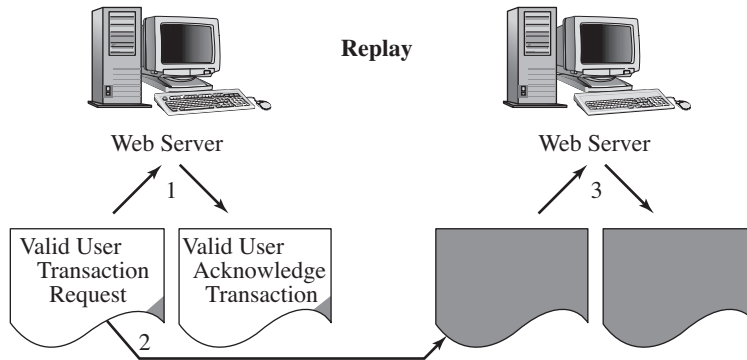 Replay
Web Server
Web Server
1
3
Valid User
Transaction
Request
Valid User
Acknowledge
Transaction
2